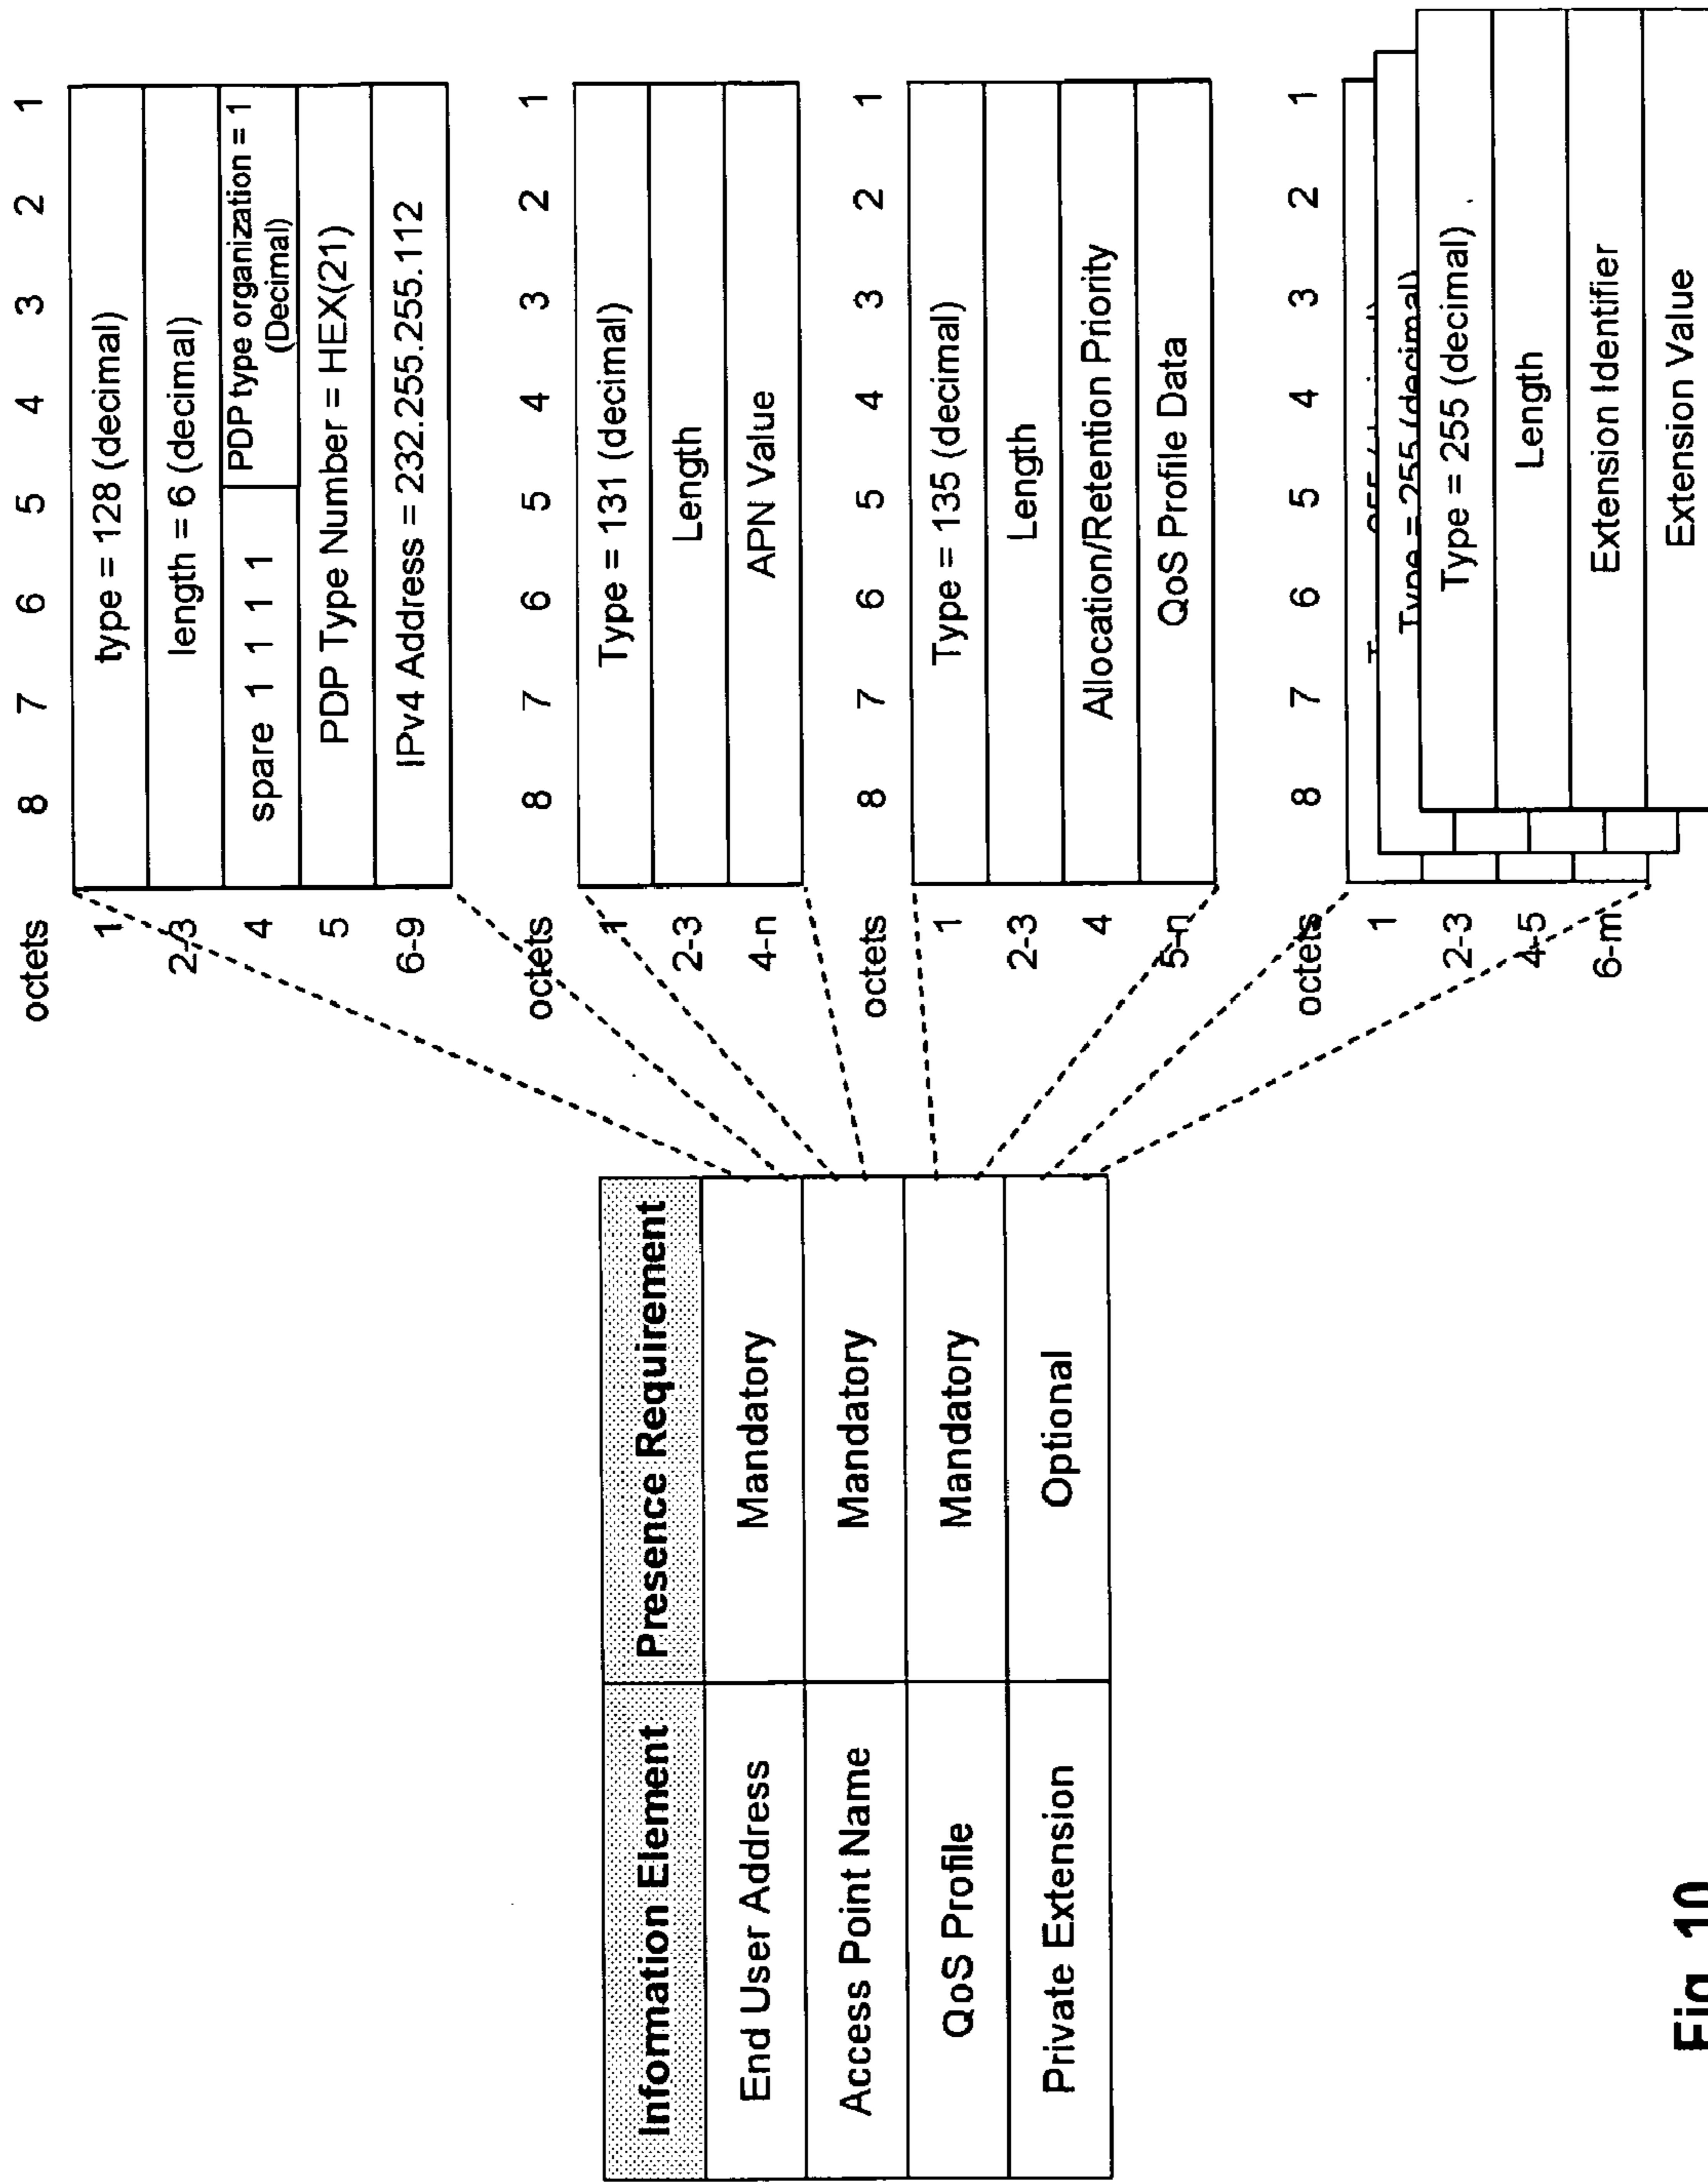 Information Element Presence Requirement
End User Address Mandatory
Access Point Name Mandatory
QoS Profile Mandatory
Private Extension Optional
octets 8 7 6 5 4 3 2 1
1 type = 128 (decimal)
2-3 length = 6 (decimal)
4 spare 1 1 1 1 PDP type organization = 1
(Decimal)
5 PDP Type Number = HEX(21)
6-9 IPv4 Address = 232.255.255.112
octets 8 7 6 5 4 3 2 1
1 Type = 131 (decimal)
2-3 Length
4-n APN Value
octets 8 7 6 5 4 3 2 1
1 Type = 135 (decimal)
2-3 Length
4 Allocation/Retention Priority
5-n QoS Profile Data
octets 8 7 6 5 4 3 2 1
1
Type = 255 (decimal)
Type = 255 (decimal)
2-3 Length
4-5 Extension Identifier
6-m Extension Value
Fig. 10